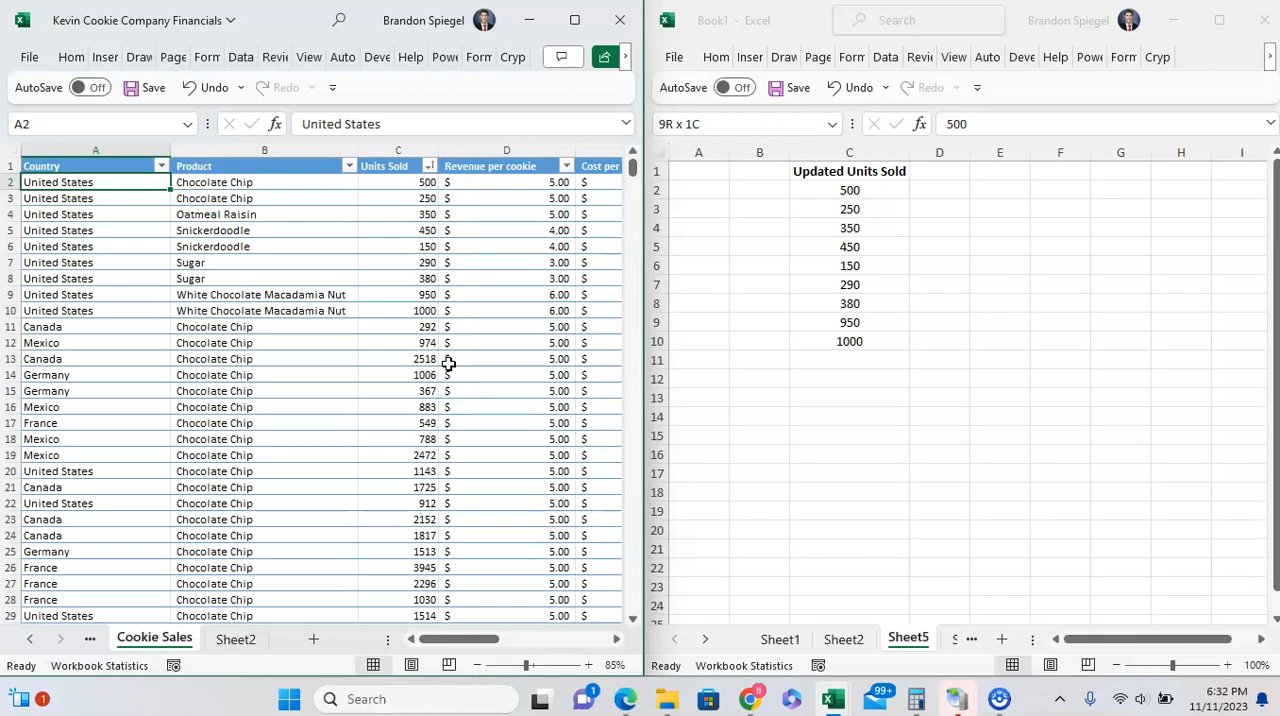 Kevin Cookie Company Financials
Brandon Spiegel
File Hom Inser Draw Page Form Data Revie View Auto Deve Help Powe Form Cryp
AutoSave Off Save Undo Redo
A2 fx United States
A B C D
1 Country Product Units Sold Revenue per cookie Cost per
2 United States Chocolate Chip 500 $ 5.00 $
3 United States Chocolate Chip 250 $ 5.00 $
4 United States Oatmeal Raisin 350 $ 5.00 $
5 United States Snickerdoodle 450 $ 4.00 $
6 United States Snickerdoodle 150 $ 4.00 $
7 United States Sugar 290 $ 3.00 $
8 United States Sugar 380 $ 3.00 $
9 United States White Chocolate Macadamia Nut 950 $ 6.00 $
10 United States White Chocolate Macadamia Nut 1000 $ 6.00 $
11 Canada Chocolate Chip 292 $ 5.00 $
12 Mexico Chocolate Chip 974 $ 5.00 $
13 Canada Chocolate Chip 2518 5.00 $
14 Germany Chocolate Chip 1006 $ 5.00 $
15 Germany Chocolate Chip 367 $ 5.00 $
16 Mexico Chocolate Chip 883 $ 5.00 $
17 France Chocolate Chip 549 $ 5.00 $
18 Mexico Chocolate Chip 788 $ 5.00 $
19 Mexico Chocolate Chip 2472 $ 5.00 $
20 United States Chocolate Chip 1143 $ 5.00 $
21 Canada Chocolate Chip 1725 $ 5.00 $
22 United States Chocolate Chip 912 $ 5.00 $
23 Canada Chocolate Chip 2152 $ 5.00 $
24 Canada Chocolate Chip 1817 $ 5.00 $
25 Germany Chocolate Chip 1513 $ 5.00 $
26 France Chocolate Chip 3945 $ 5.00 $
27 France Chocolate Chip 2296 $ 5.00 $
28 France Chocolate Chip 1030 $ 5.00 $
29 United States Chocolate Chip 1514 $ 5.00 $
Cookie Sales Sheet2
Ready Workbook Statistics 85%
Book1 - Excel Search Brandon Spiegel
File Hom Inser Draw Page Form Data Revie View Auto Deve Help Powe Form Cryp
AutoSave Off Save Undo Redo
9R x 1C fx 500
A B C D E F G H I
1 Updated Units Sold
2 500
3 250
4 350
5 450
6 150
7 290
8 380
9 950
10 1000
11
12
13
14
15
16
17
18
19
20
21
22
23
24
Sheet1 Sheet2 Sheet5 S
Ready Workbook Statistics 100%
1 Search 1 8 99+ 6:32 PM
11/11/2023